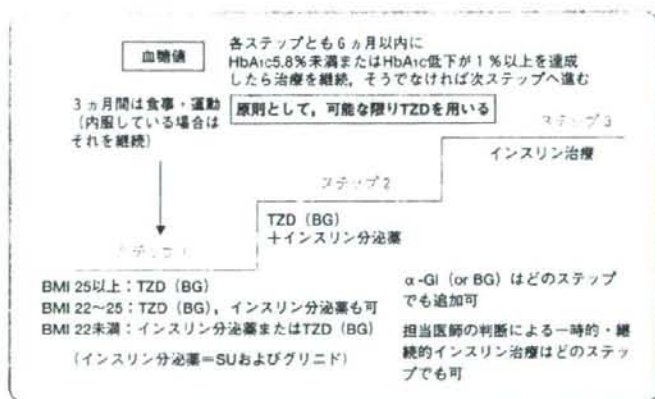 血糖値
各ステップとも6ヵ月以内に
HbA1c5.8%未満またはHbA1c低下が1%以上を達成
したら治療を継続，そうでなければ次ステップへ進む
3ヵ月間は食事・運動
（内服している場合は
それを継続）
原則として，可能な限りTZDを用いる
ステップ3
インスリン治療
ステップ2
TZD（BG）
＋インスリン分泌薬
ステップ1
BMI 25以上：TZD（BG）
BMI 22～25：TZD（BG），インスリン分泌薬も可
BMI 22未満：インスリン分泌薬またはTZD（BG）
（インスリン分泌薬＝SUおよびグリニド）
α-GI（or BG）はどのステップ
でも追加可
担当医師の判断による一時的・継
続的インスリン治療はどのステッ
プでも可